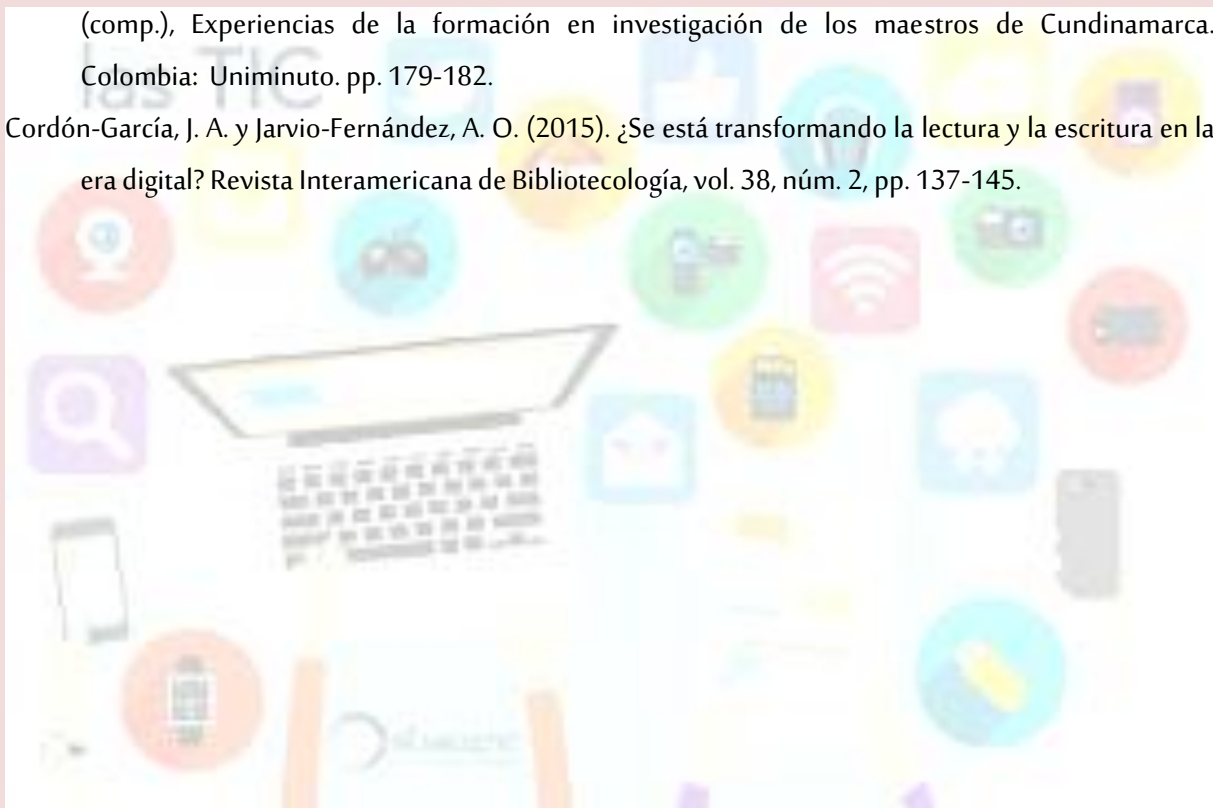 (comp.), Experiencias de la formación en investigación de los maestros de Cundinamarca.
las TIC
Colombia: Uniminuto. pp. 179-182.
Cordón-García, J. A. y Jarvio-Fernández, A. O. (2015). ¿Se está transformando la lectura y la escritura en la
era digital? Revista Interamericana de Bibliotecología, vol. 38, núm. 2, pp. 137-145.